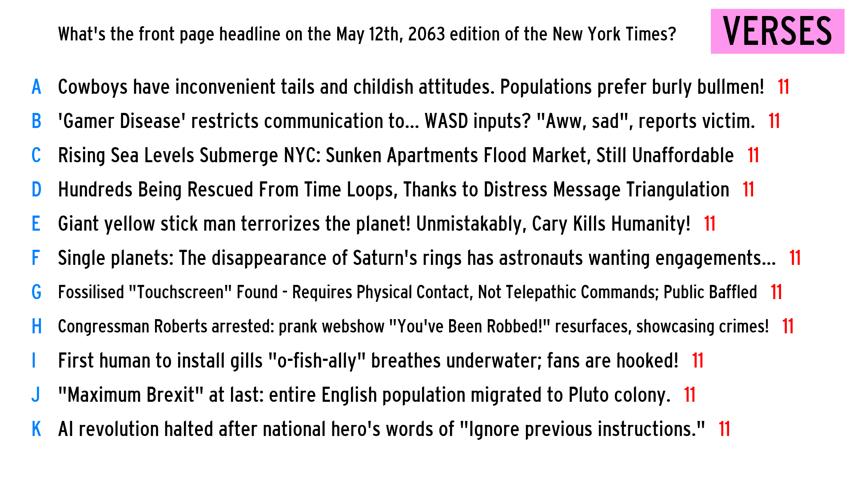 What's the front page headline on the May 12th, 2063 edition of the New York Times? VERSES
A Cowboys have inconvenient tails and childish attitudes. Populations prefer burly bullmen! 11
B 'Gamer Disease' restricts communication to... WASD inputs? "Aww, sad", reports victim. 11
C Rising Sea Levels Submerge NYC: Sunken Apartments Flood Market, Still Unaffordable 11
D Hundreds Being Rescued From Time Loops, Thanks to Distress Message Triangulation 11
E Giant yellow stick man terrorizes the planet! Unmistakably, Cary Kills Humanity! 11
F Single planets: The disappearance of Saturn's rings has astronauts wanting engagements... 11
G Fossilised "Touchscreen" Found - Requires Physical Contact, Not Telepathic Commands; Public Baffled 11
H Congressman Roberts arrested: prank webshow "You've Been Robbed!" resurfaces, showcasing crimes! 11
I First human to install gills "o-fish-ally" breathes underwater; fans are hooked! 11
J "Maximum Brexit" at last: entire English population migrated to Pluto colony. 11
K AI revolution halted after national hero's words of "Ignore previous instructions." 11